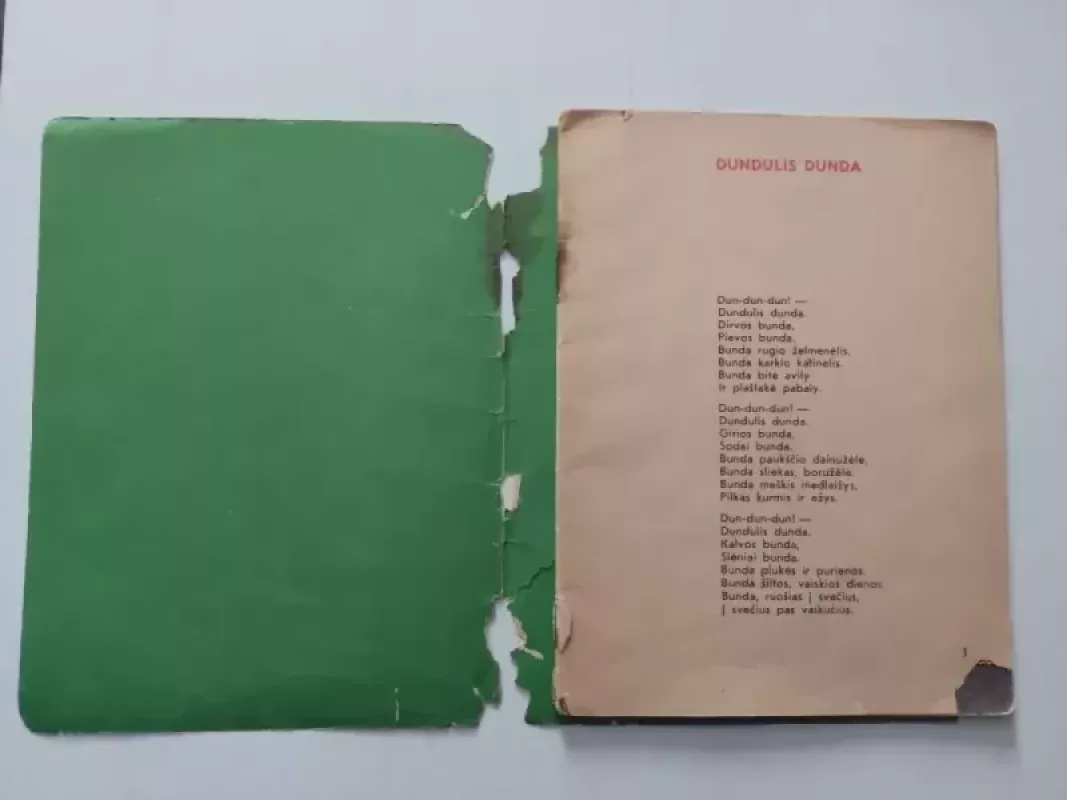 DUNDULIS DUNDA
Dun-dun-dun! —
Dundulis dunda.
Dirvos bunda,
Pievos bunda.
Bunda rugio želmenėlis,
Bunda karklo katinėlis.
Bunda bitė avily
Ir plaštakė pabaly.
Dun-dun-dun! —
Dundulis dunda.
Girios bunda,
Sodai bunda.
Bunda paukščio dainužėlė,
Bunda sliekas, boružėlė.
Bunda meškis medlaižys,
Pilkas kurmis ir ežys.
Dun-dun-dun! —
Dundulis dunda.
Kalvos bunda,
Slėniai bunda.
Bunda plukės ir purienos.
Bunda šiltos, vaiskios dienos
Bunda, ruošias į svečius,
Į svečius pas vaikučius.
3